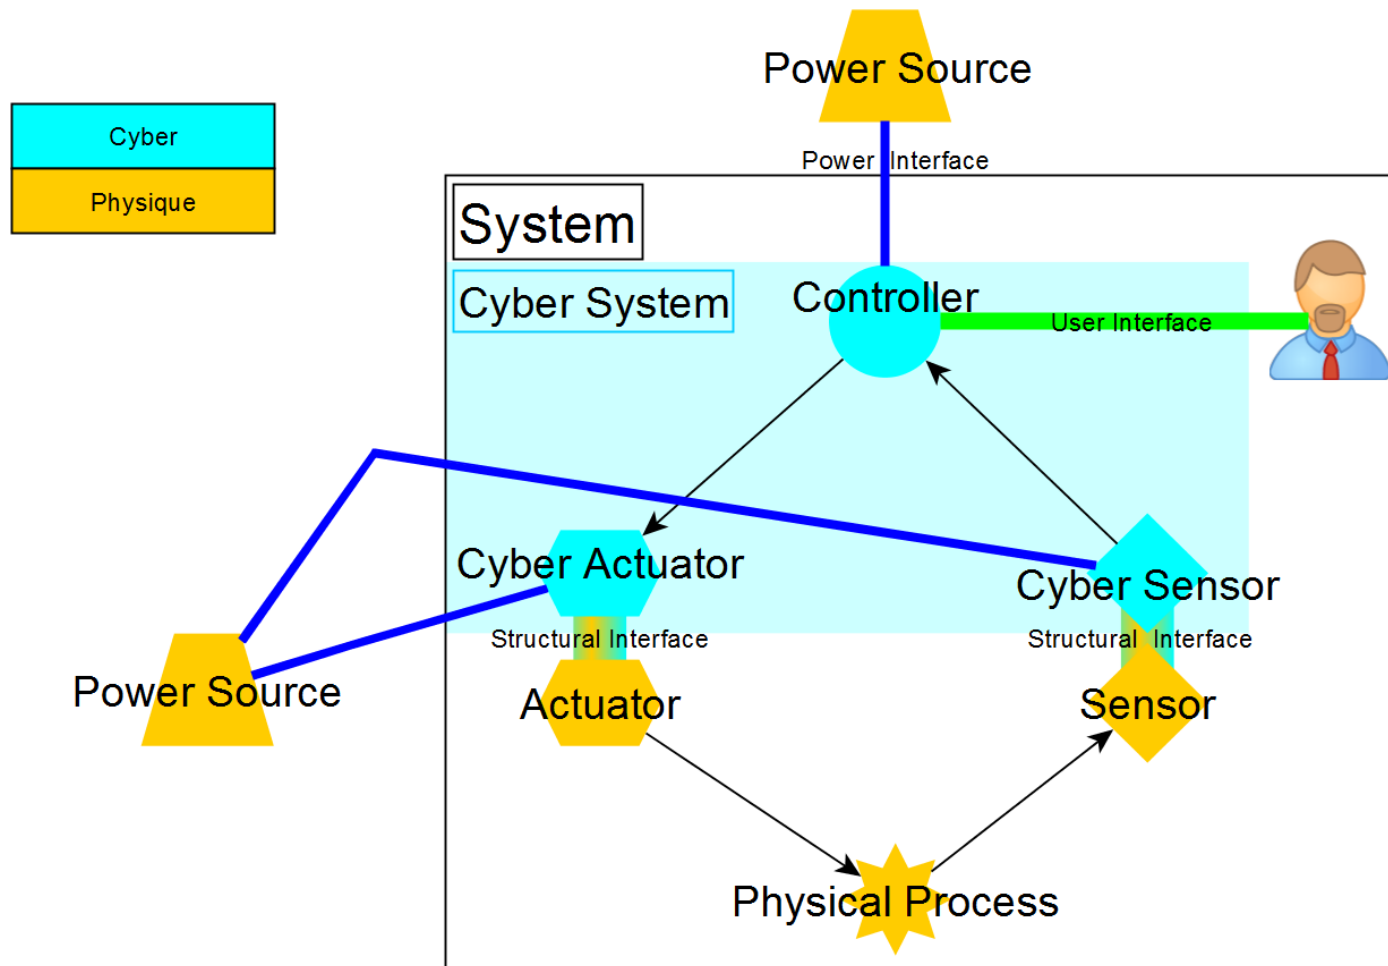 Power Source
Cyber
Physique
Power Interface
System
Cyber System
Controller
User Interface
Cyber Actuator
Cyber Sensor
Structural Interface
Structural Interface
Power Source
Actuator
Sensor
Physical Process